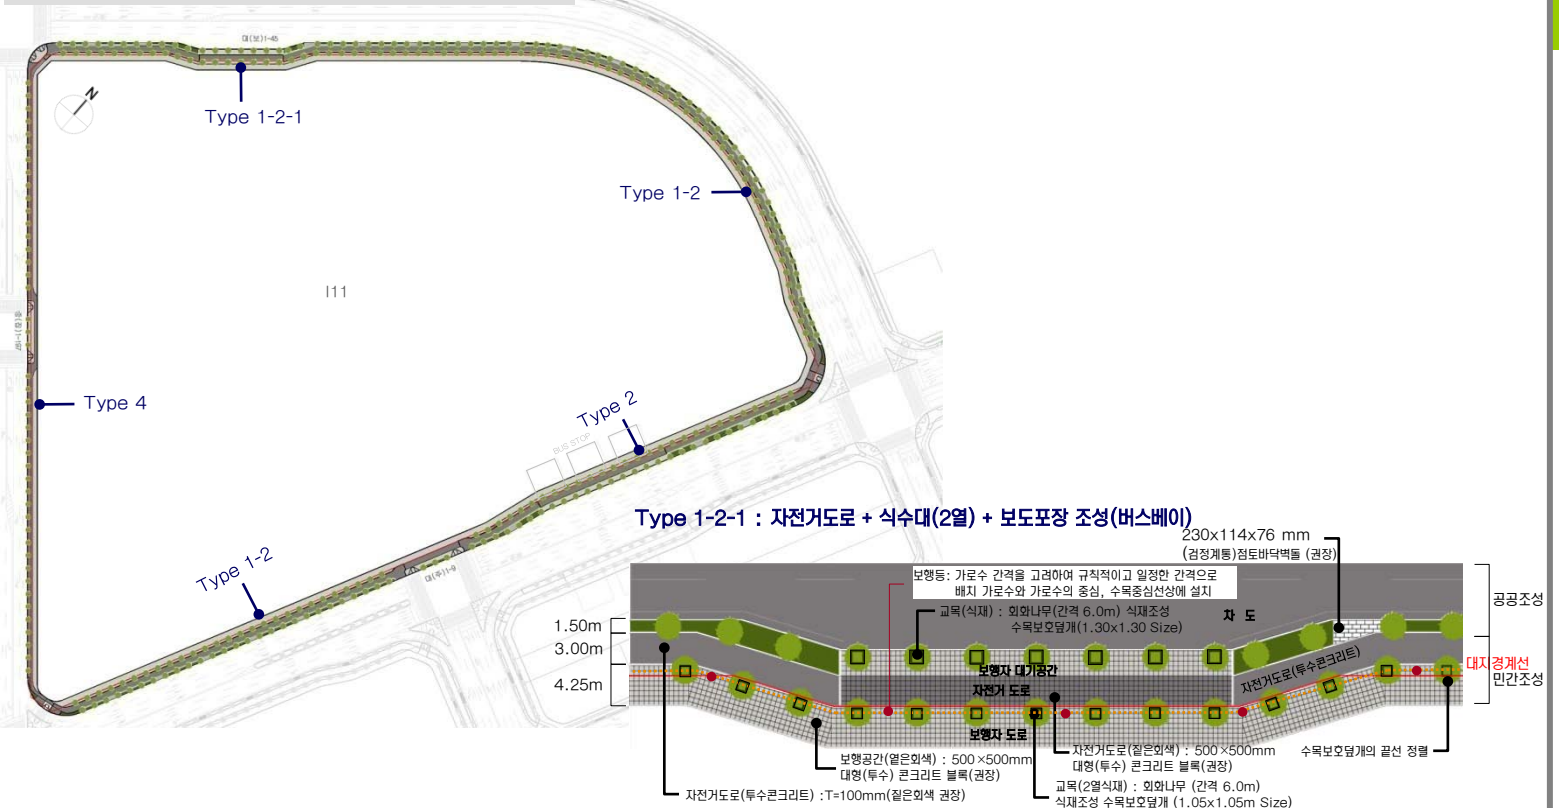 대(보)1-45
N
Type 1-2-1
Type 1-2
I11
Type 4
Type 2
BUS STOP
Type 1-2
대(주)1-9
Type 1-2-1 : 자전거도로 + 식수대(2열) + 보도포장 조성(버스베이)
230x114x76 mm
(검정계통)점토바닥벽돌 (권장)
보행등: 가로수 간격을 고려하여 규칙적이고 일정한 간격으로
배치 가로수와 가로수의 중심, 수목중심선상에 설치
교목(식재) : 회화나무(간격 6.0m) 식재조성
수목보호덮개(1.30x1.30 Size)
차 도
공공조성
1.50m
3.00m
4.25m
보행자 대기공간
자전거 도로
자전거도로(투수콘크리트)
대지경계선
민간조성
보행자 도로
보행공간(옅은회색) : 500×500mm
대형(투수) 콘크리트 블록(권장)
자전거도로(짙은회색) : 500×500mm
대형(투수) 콘크리트 블록(권장)
수목보호덮개의 끝선 정렬
자전거도로(투수콘크리트) :T=100mm(짙은회색 권장)
교목(2열식재) : 회화나무 (간격 6.0m)
식재조성 수목보호덮개 (1.05x1.05m Size)